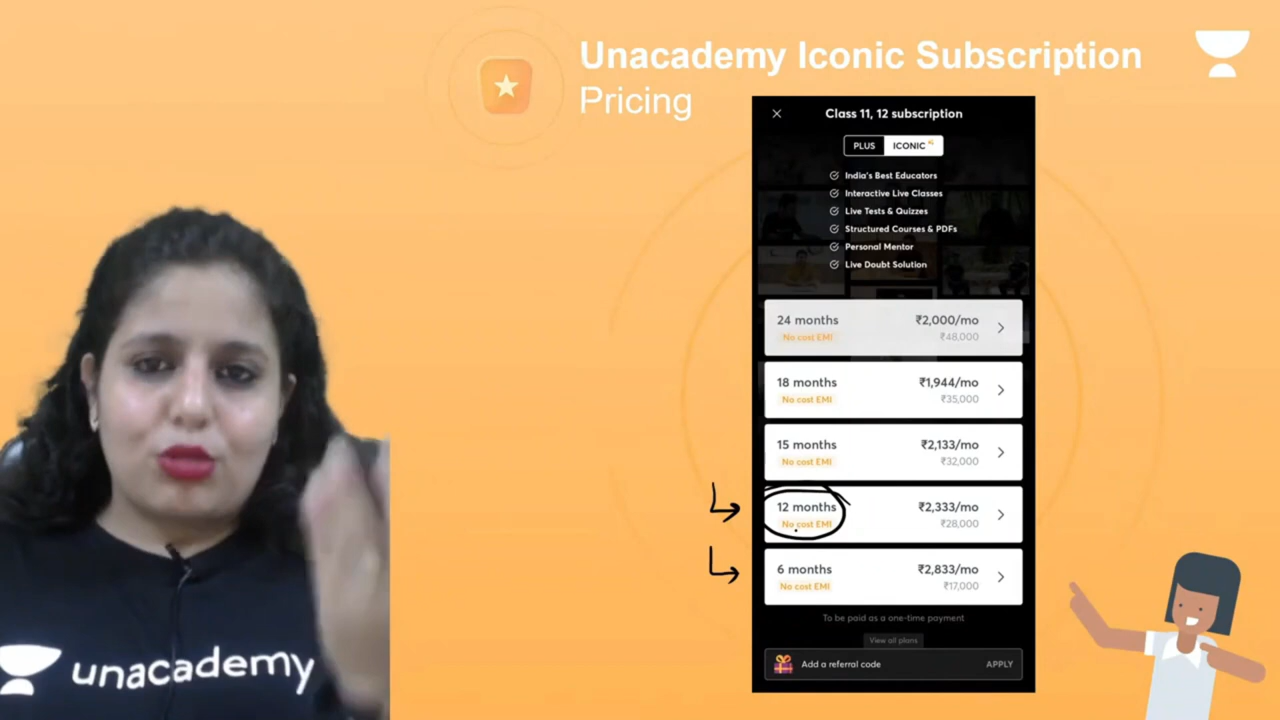 Unacademy Iconic Subscription
Pricing
Class 11, 12 subscription
PLUS ICONIC
India's Best Educators
Interactive Live Classes
Live Tests & Quizzes
Structured Courses & PDFs
Personal Mentor
Live Doubt Solution
24 months ₹2,000/mo
No cost EMI ₹48,000
18 months ₹1,944/mo
No cost EMI ₹35,000
15 months ₹2,133/mo
No cost EMI ₹32,000
12 months ₹2,333/mo
No cost EMI ₹28,000
6 months ₹2,833/mo
No cost EMI ₹17,000
To be paid as a one-time payment
View all plans
Add a referral code APPLY
unacademy